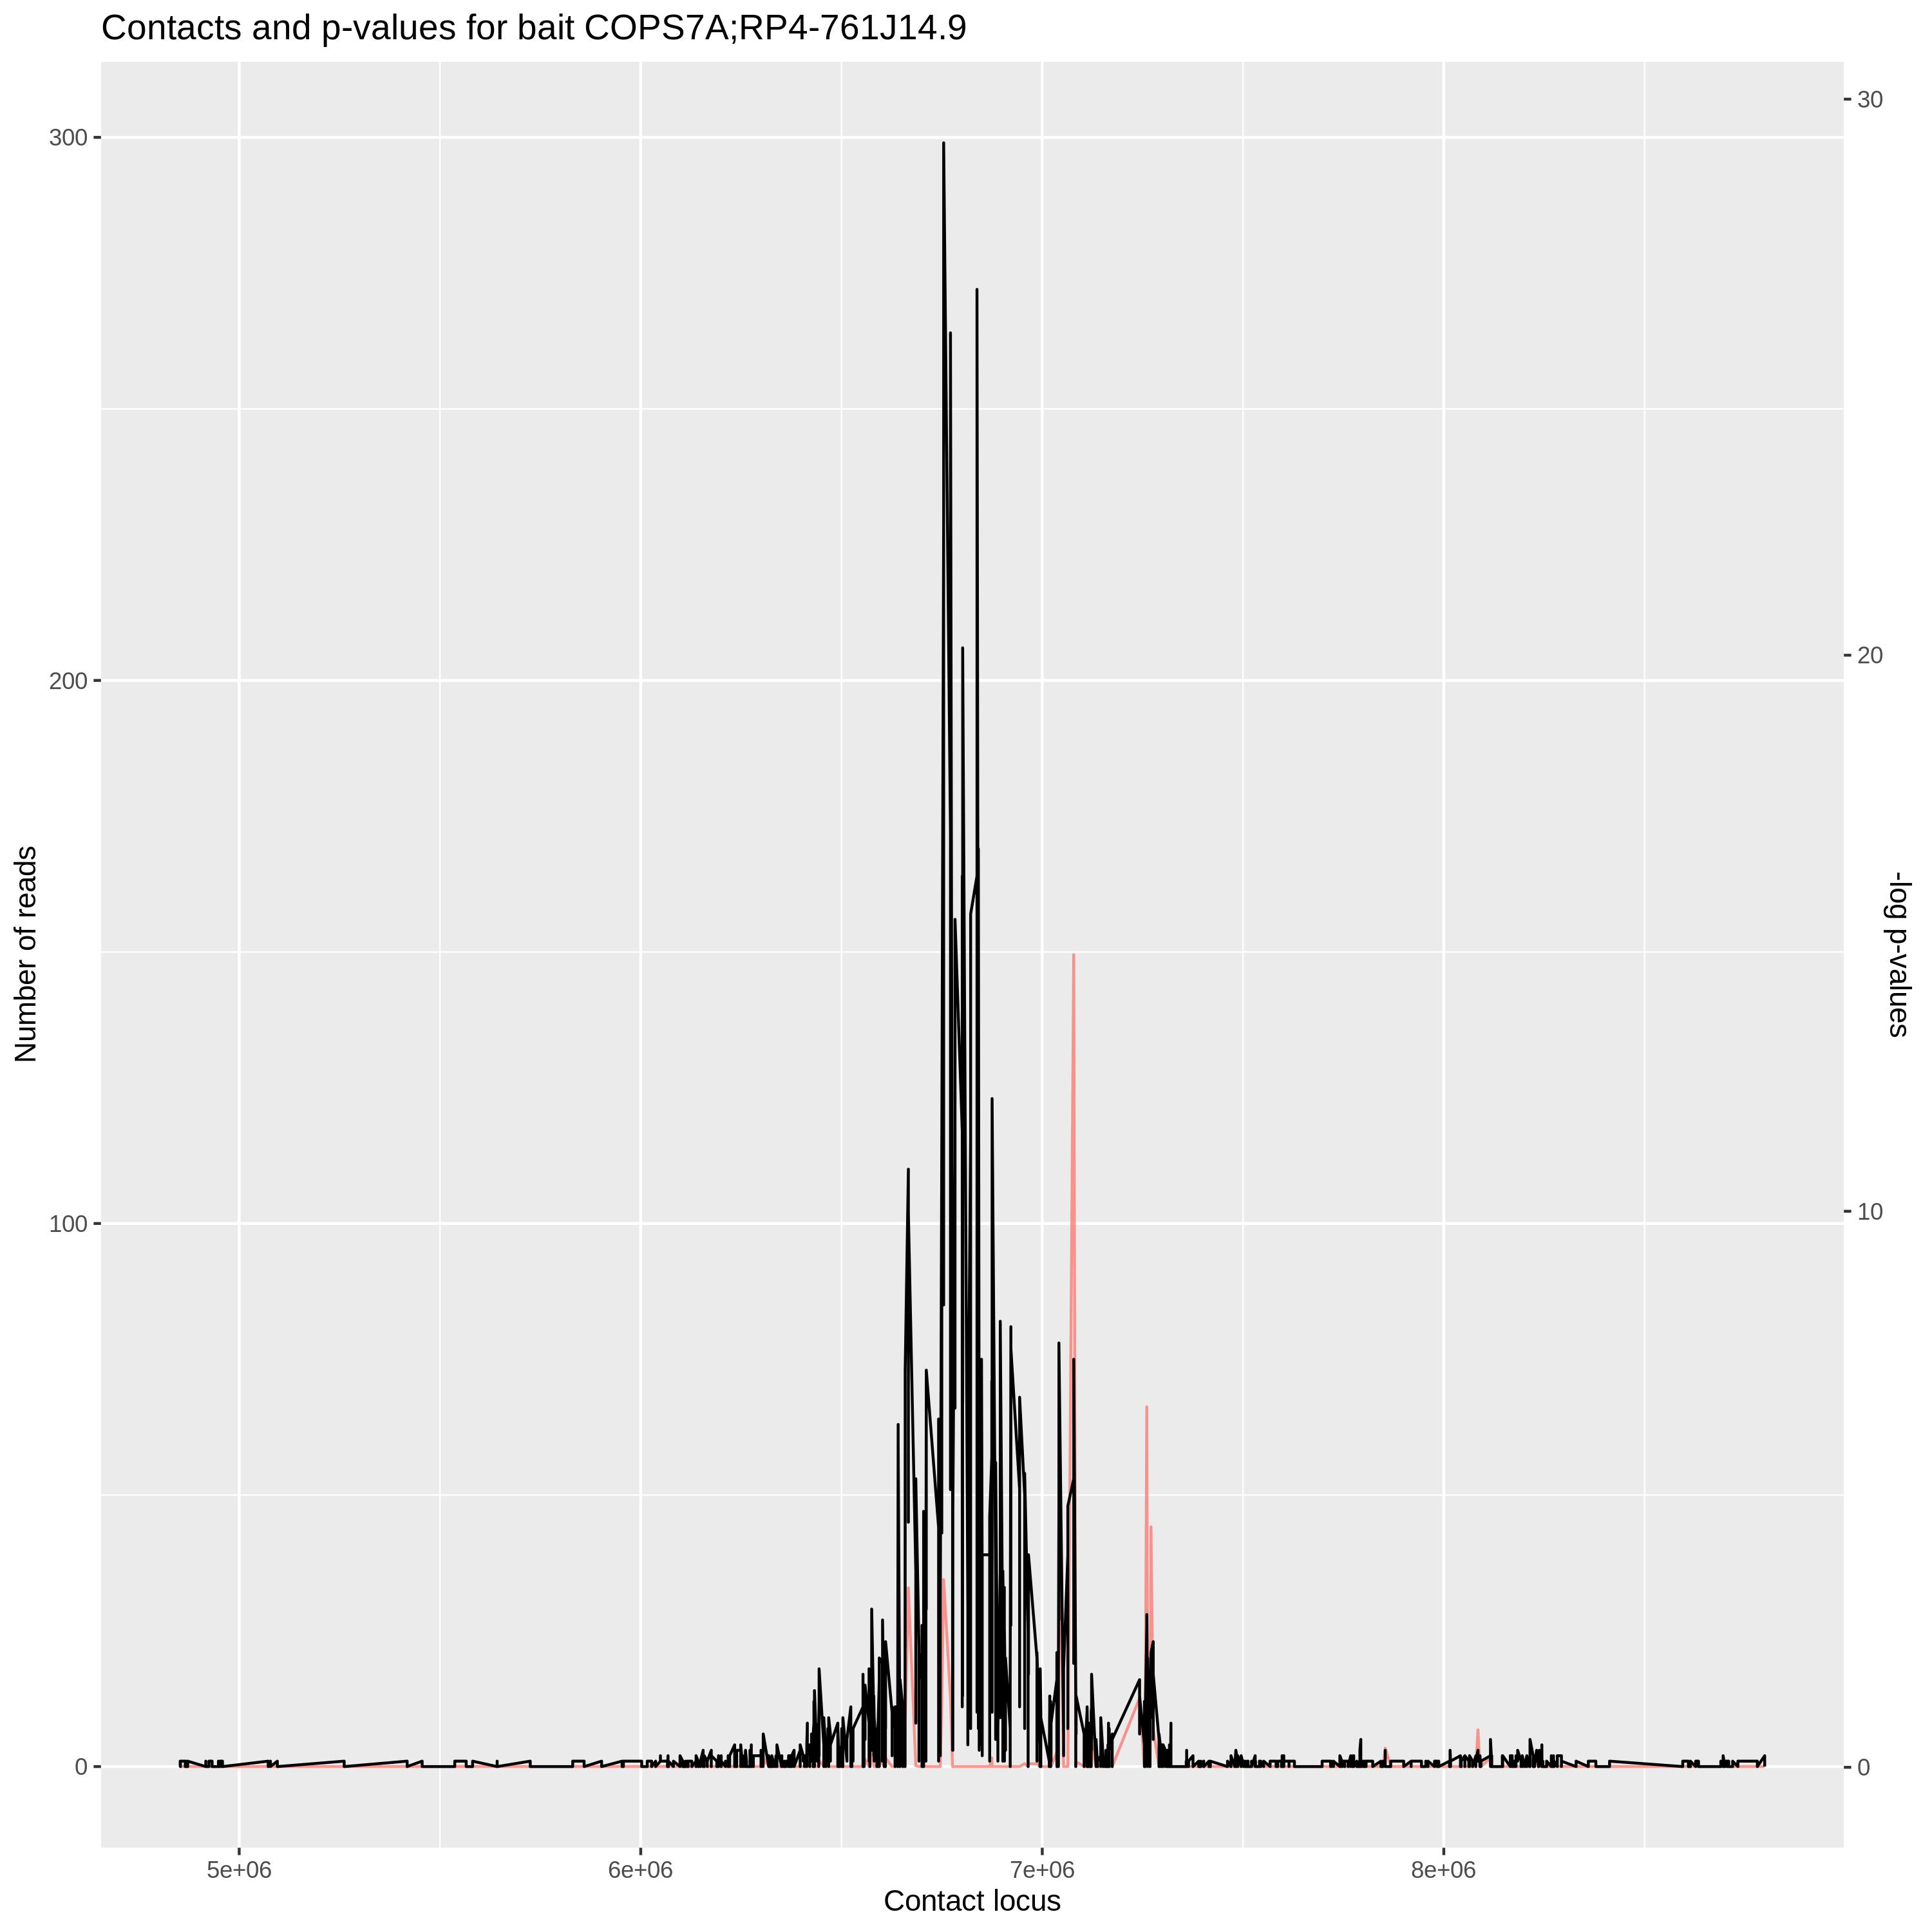 Contacts and p-values for bait COPS7A;RP4-761J14.9
300
200
100
0
Number of reads
30
20
10
0
-log p-values
5e+06
6e+06
7e+06
8e+06
Contact locus